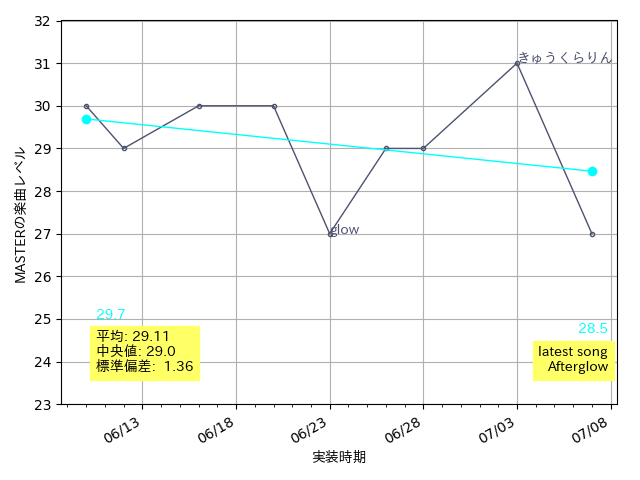 32
31
30
29
28
27
26
25
24
23
MASTERの楽曲レベル
きゅうくらりん
glow
29.7
平均: 29.11
中央値: 29.0
標準偏差: 1.36
28.5
latest song
Afterglow
06/13
06/18
06/23
06/28
07/03
07/08
実装時期